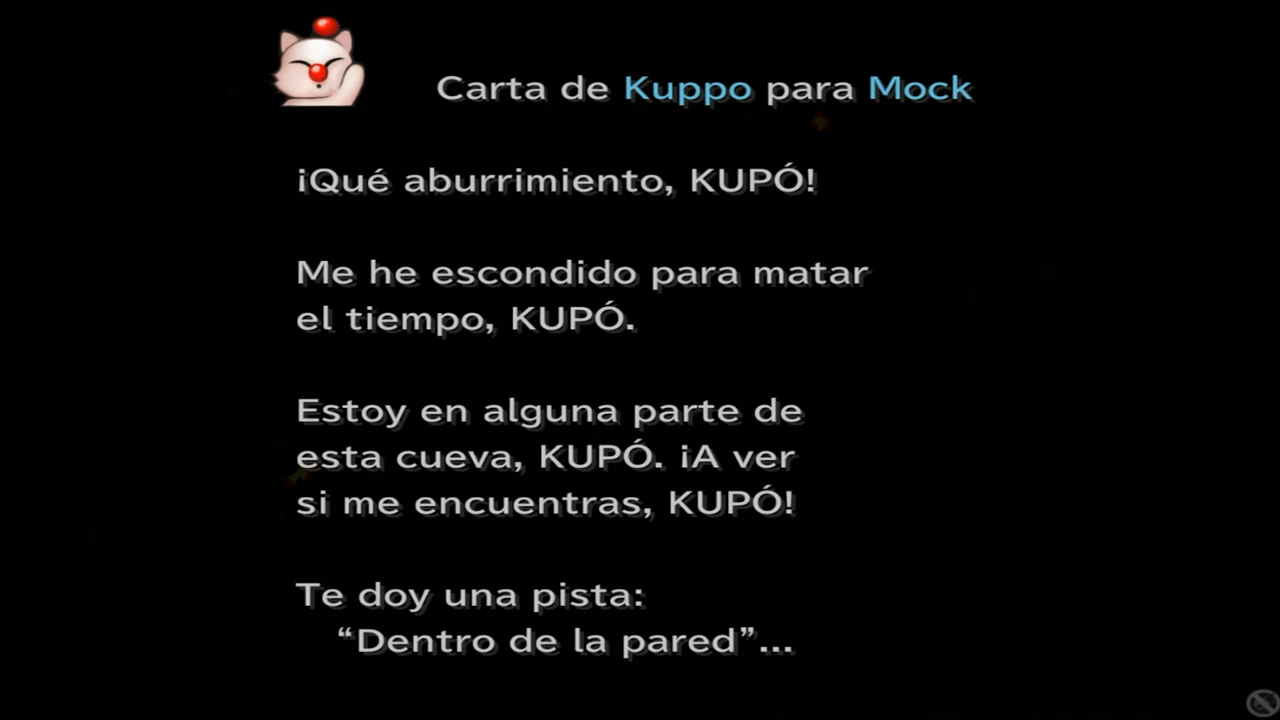 Carta de Kuppo para Mock
¡Qué aburrimiento, KUPÓ!
Me he escondido para matar
el tiempo, KUPÓ.
Estoy en alguna parte de
esta cueva, KUPÓ. ¡A ver
si me encuentras, KUPÓ!
Te doy una pista:
“Dentro de la pared”...